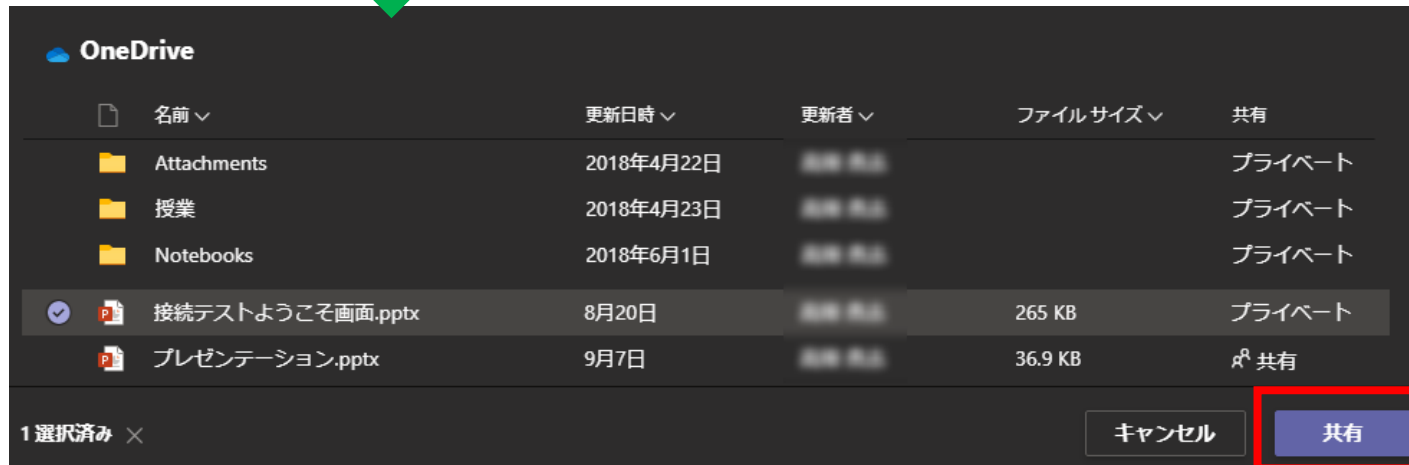 OneDrive
名前 更新日時 更新者 ファイル サイズ 共有
Attachments 2018年4月22日 プライベート
授業 2018年4月23日 プライベート
Notebooks 2018年6月1日 プライベート
接続テストようこそ画面.pptx 8月20日 265 KB プライベート
プレゼンテーション.pptx 9月7日 36.9 KB 共有
1 選択済み キャンセル 共有